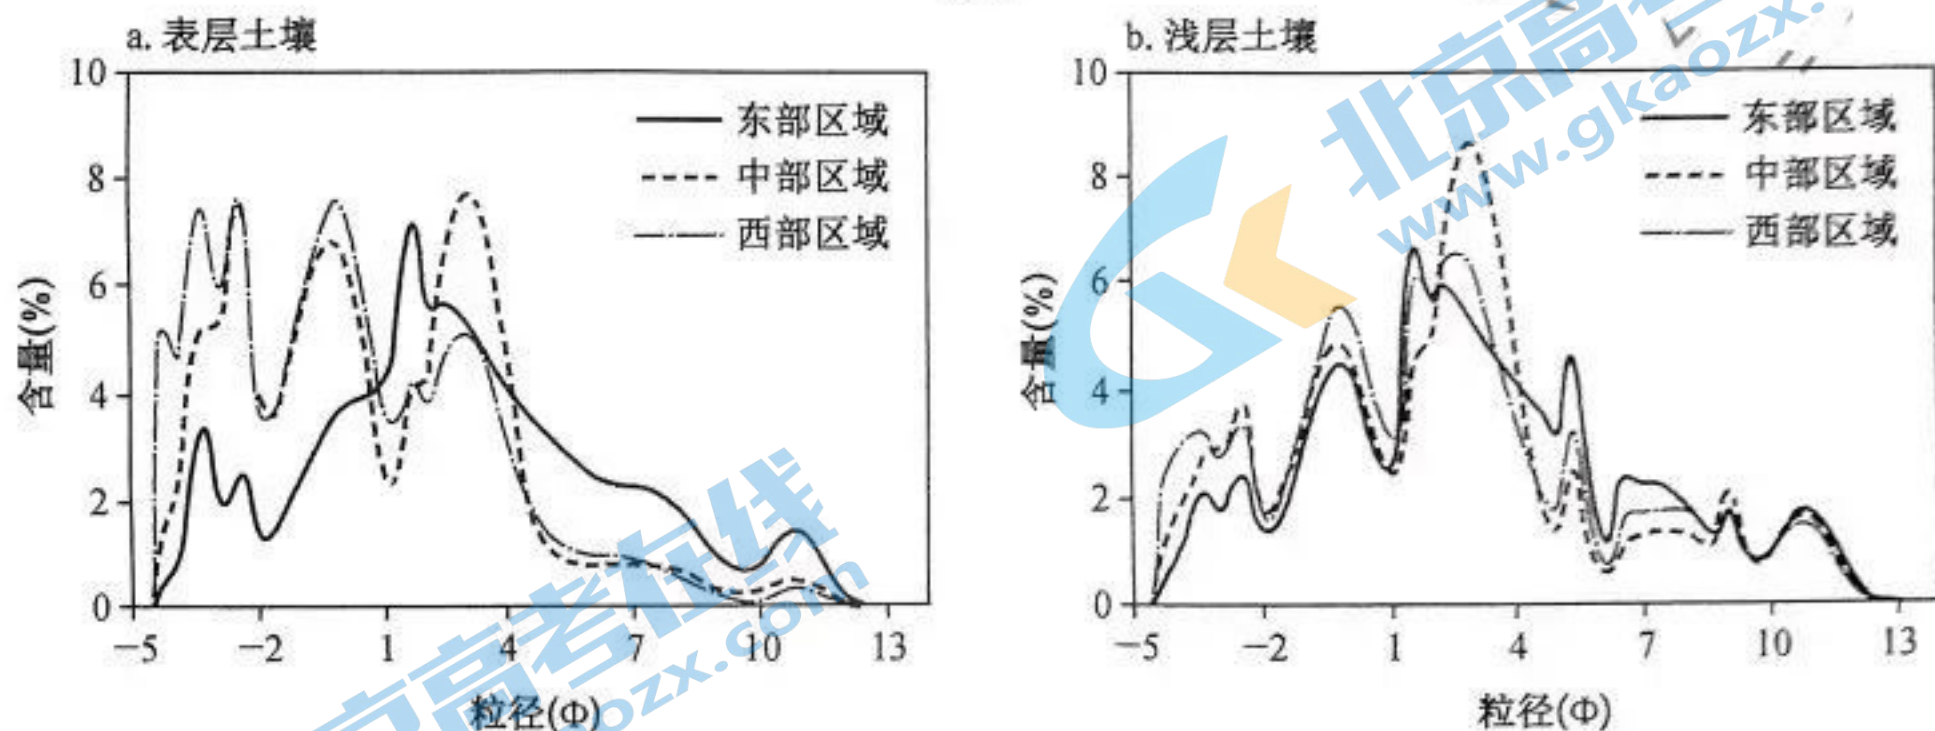 a. 表层土壤
10
8
6
4
2
0
含量(%)
东部区域
中部区域
西部区域
−5 −2 1 4 7 10 13
粒径(Φ)
b. 浅层土壤
10
8
6
4
2
0
含量(%)
东部区域
中部区域
西部区域
−5 −2 1 4 7 10 13
粒径(Φ)
北京高
www.gkaozx.
京高考在线
aozx.com